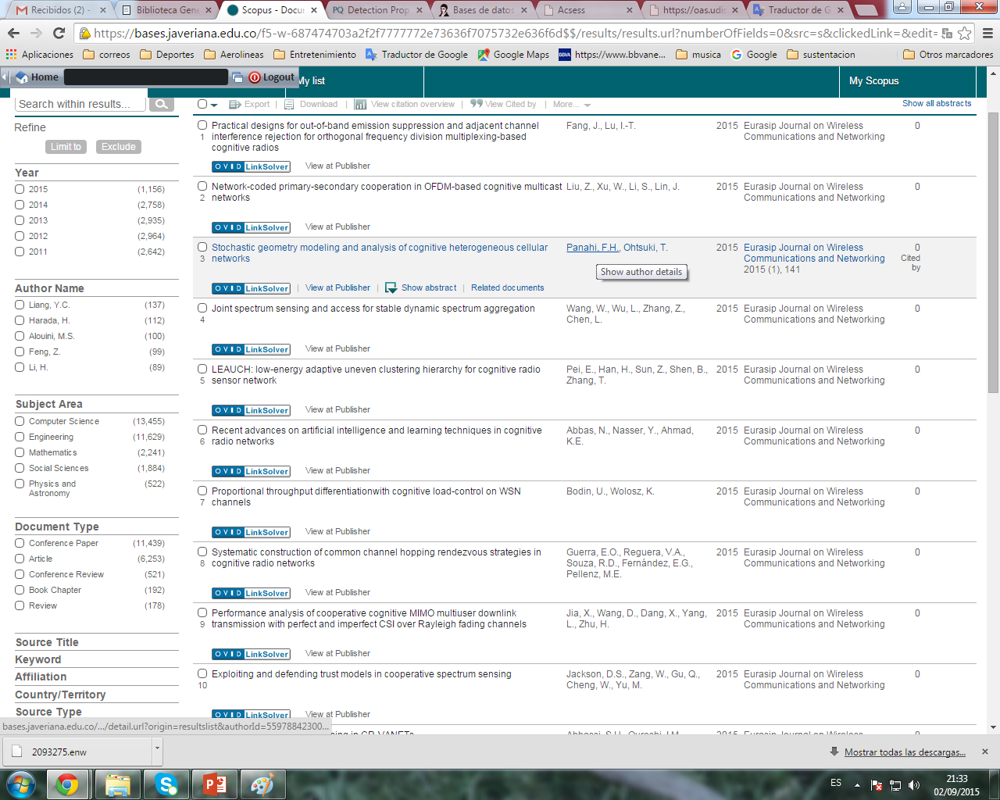 Recibidos (2) -
Biblioteca Gene
Scopus - Docu
PQ Detection Prop
Bases de datos
Acsess
https://oas.udis
Traductor de G
https://bases.javeriana.edu.co/f5-w-687474703a2f2f7777772e73636f7075732e636f6d$$/results/results.url?numberOfFields=0&src=s&clickedLink=&edit=
Aplicaciones
correos
Deportes
Aerolineas
Entretenimiento
Traductor de Google
Google Maps
https://www.bbvane...
musica
Google
sustentacion
Otros marcadores
Home
Logout
My list
My Scopus
Search within results...
Export | Download | View citation overview | View Cited by | More...
Show all abstracts
Refine
Limit to Exclude
Year
2015 (1,156)
2014 (2,758)
2013 (2,935)
2012 (2,964)
2011 (2,642)
Author Name
Liang, Y.C. (137)
Harada, H. (112)
Alouini, M.S. (100)
Feng, Z. (99)
Li, H. (89)
Subject Area
Computer Science (13,455)
Engineering (11,629)
Mathematics (2,241)
Social Sciences (1,884)
Physics and (522)
Astronomy
Document Type
Conference Paper (11,439)
Article (6,253)
Conference Review (521)
Book Chapter (192)
Review (178)
Source Title
Keyword
Affiliation
Country/Territory
Source Type
Practical designs for out-of-band emission suppression and adjacent channel Fang, J., Lu, I.-T. 2015 Eurasip Journal on Wireless 0
1 interference rejection for orthogonal frequency division multiplexing-based Communications and Networking
cognitive radios
OVID LinkSolver View at Publisher
Network-coded primary-secondary cooperation in OFDM-based cognitive multicast Liu, Z., Xu, W., Li, S., Lin, J. 2015 Eurasip Journal on Wireless 0
2 networks Communications and Networking
OVID LinkSolver View at Publisher
Stochastic geometry modeling and analysis of cognitive heterogeneous cellular Panahi, F.H., Ohtsuki, T. 2015 Eurasip Journal on Wireless 0
3 networks Communications and Networking Cited
2015 (1), 141 by
Show author details
OVID LinkSolver | View at Publisher | Show abstract | Related documents
Joint spectrum sensing and access for stable dynamic spectrum aggregation Wang, W., Wu, L., Zhang, Z., 2015 Eurasip Journal on Wireless 0
4 Chen, L. Communications and Networking
OVID LinkSolver View at Publisher
LEAUCH: low-energy adaptive uneven clustering hierarchy for cognitive radio Pei, E., Han, H., Sun, Z., Shen, B., 2015 Eurasip Journal on Wireless 0
5 sensor network Zhang, T. Communications and Networking
OVID LinkSolver View at Publisher
Recent advances on artificial intelligence and learning techniques in cognitive Abbas, N., Nasser, Y., Ahmad, 2015 Eurasip Journal on Wireless 0
6 radio networks K.E. Communications and Networking
OVID LinkSolver View at Publisher
Proportional throughput differentiationwith cognitive load-control on WSN Bodin, U., Wolosz, K. 2015 Eurasip Journal on Wireless 0
7 channels Communications and Networking
OVID LinkSolver View at Publisher
Systematic construction of common channel hopping rendezvous strategies in Guerra, E.O., Reguera, V.A., 2015 Eurasip Journal on Wireless 0
8 cognitive radio networks Souza, R.D., Fernández, E.G., Communications and Networking
Pellenz, M.E.
OVID LinkSolver View at Publisher
Performance analysis of cooperative cognitive MIMO multiuser downlink Jia, X., Wang, D., Dang, X., Yang, 2015 Eurasip Journal on Wireless 0
9 transmission with perfect and imperfect CSI over Rayleigh fading channels L., Zhu, H. Communications and Networking
OVID LinkSolver View at Publisher
Exploiting and defending trust models in cooperative spectrum sensing Jackson, D.S., Zang, W., Gu, Q., 2015 Eurasip Journal on Wireless 0
10 Cheng, W., Yu, M. Communications and Networking
OVID LinkSolver View at Publisher
bases.javeriana.edu.co/.../detail.url?origin=resultslist&authorId=55978842300...
2093275.enw
Mostrar todas las descargas...
ES
21:33
02/09/2015